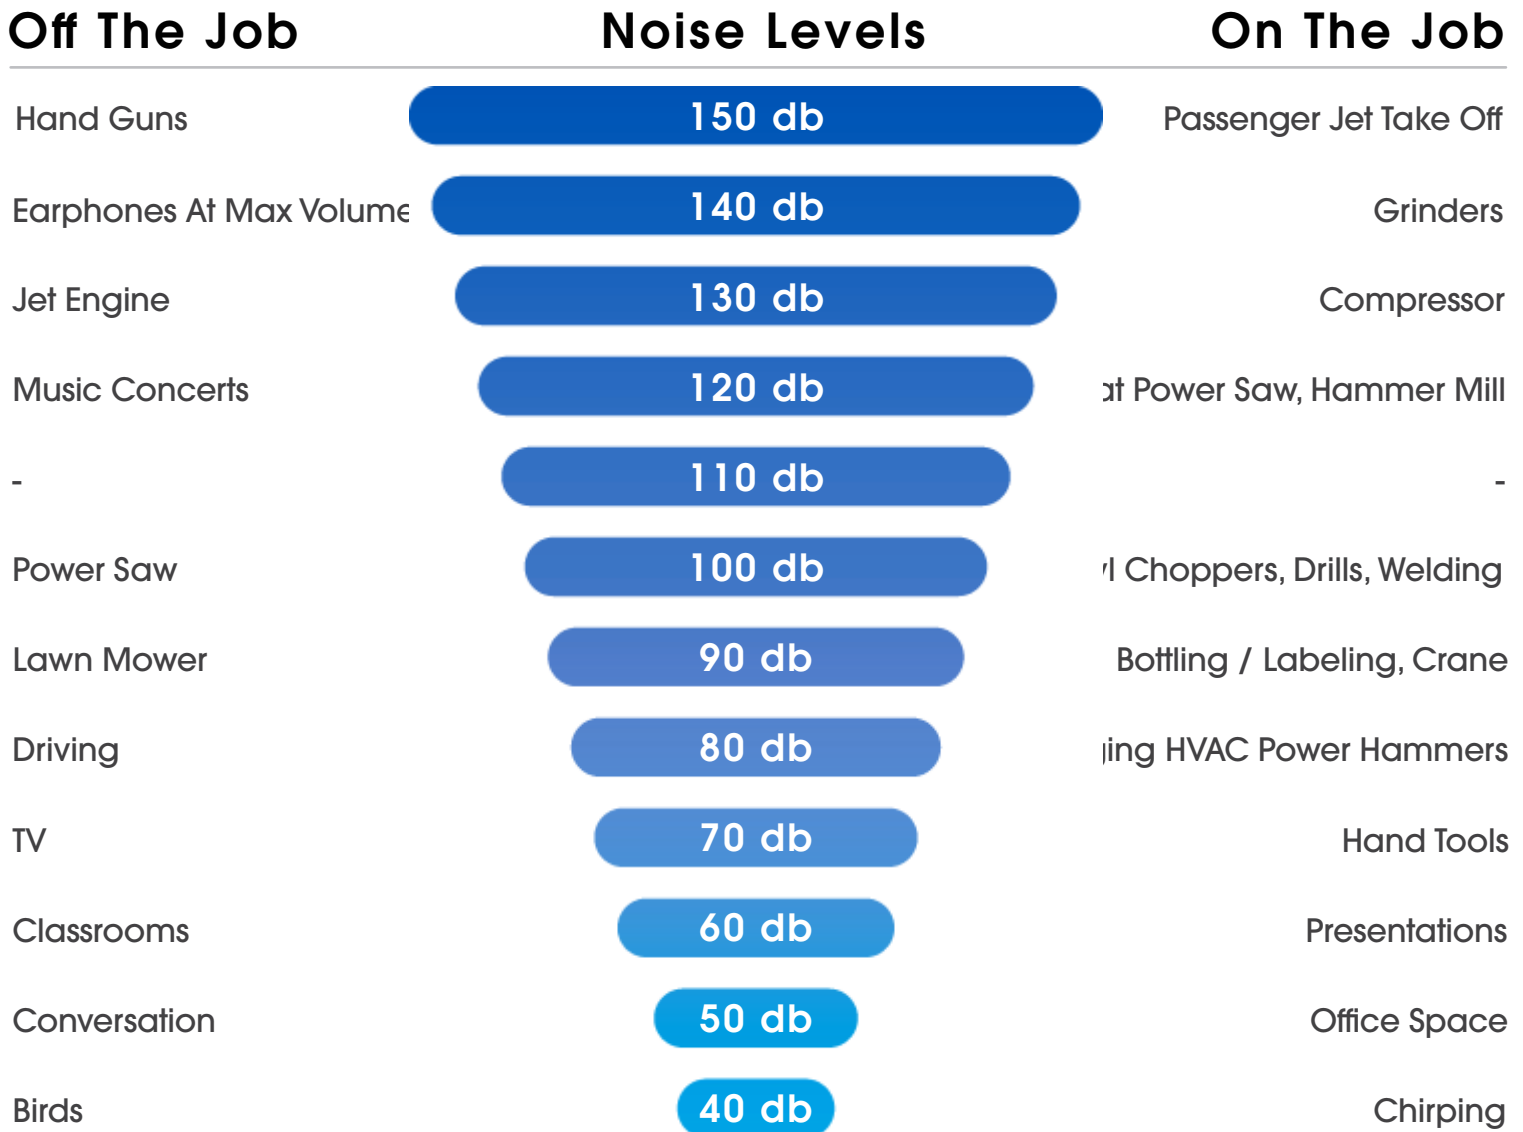 Off The Job Noise Levels On The Job
Hand Guns 150 db Passenger Jet Take Off
Earphones At Max Volume 140 db Grinders
Jet Engine 130 db Compressor
Music Concerts 120 db Power Saw, Hammer Mill
- 110 db -
Power Saw 100 db Choppers, Drills, Welding
Lawn Mower 90 db Bottling / Labeling, Crane
Driving 80 db HVAC Power Hammers
TV 70 db Hand Tools
Classrooms 60 db Presentations
Conversation 50 db Office Space
Birds 40 db Chirping